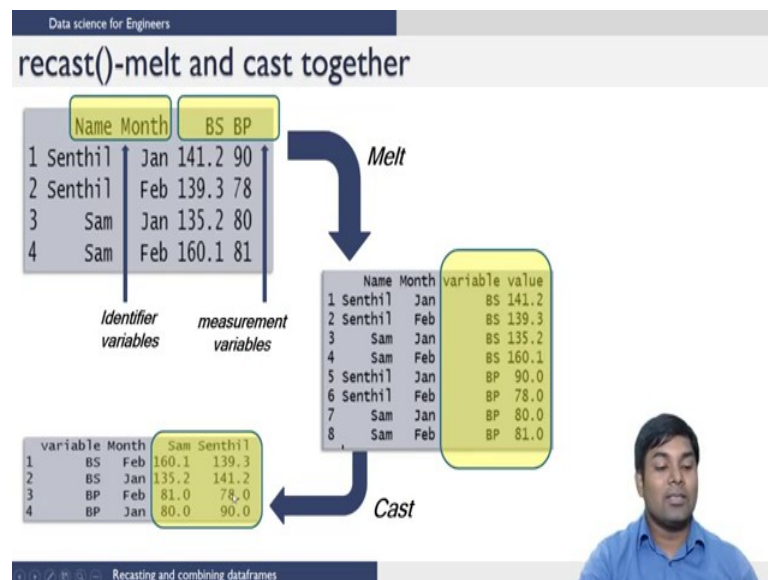 Data science for Engineers
recast()-melt and cast together
Name Month BS BP
1 Senthil Jan 141.2 90
2 Senthil Feb 139.3 78
3 Sam Jan 135.2 80
4 Sam Feb 160.1 81
Melt
Identifier variables
measurement variables
Name Month variable value
1 Senthil Jan BS 141.2
2 Senthil Feb BS 139.3
3 Sam Jan BS 135.2
4 Sam Feb BS 160.1
5 Senthil Jan BP 90.0
6 Senthil Feb BP 78.0
7 Sam Jan BP 80.0
8 Sam Feb BP 81.0
variable Month Sam Senthil
1 BS Feb 160.1 139.3
2 BS Jan 135.2 141.2
3 BP Feb 81.0 78.0
4 BP Jan 80.0 90.0
Cast
Recasting and combining dataframes